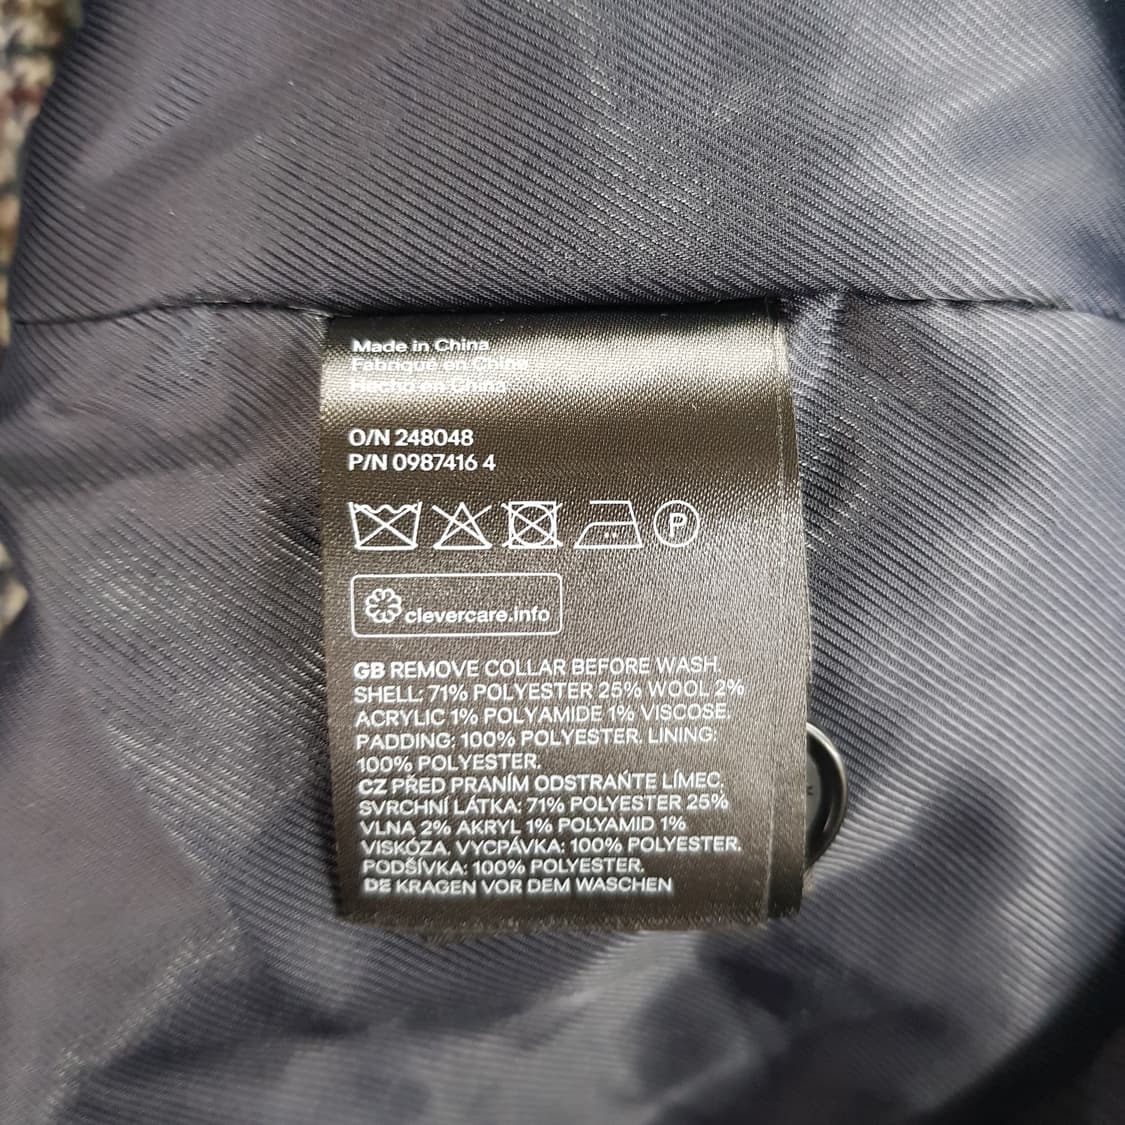 Made in China
Fabriqué en Chine
Hecho en China
O/N 248048
P/N 0987416 4
P
clevercare.info
GB REMOVE COLLAR BEFORE WASH.
SHELL: 71% POLYESTER 25% WOOL 2%
ACRYLIC 1% POLYAMIDE 1% VISCOSE.
PADDING: 100% POLYESTER. LINING:
100% POLYESTER.
CZ PŘED PRANÍM ODSTRAŇTE LÍMEC.
SVRCHNÍ LÁTKA: 71% POLYESTER 25%
VLNA 2% AKRYL 1% POLYAMID 1%
VISKÓZA. VYCPÁVKA: 100% POLYESTER.
PODŠÍVKA: 100% POLYESTER.
DE KRAGEN VOR DEM WASCHEN